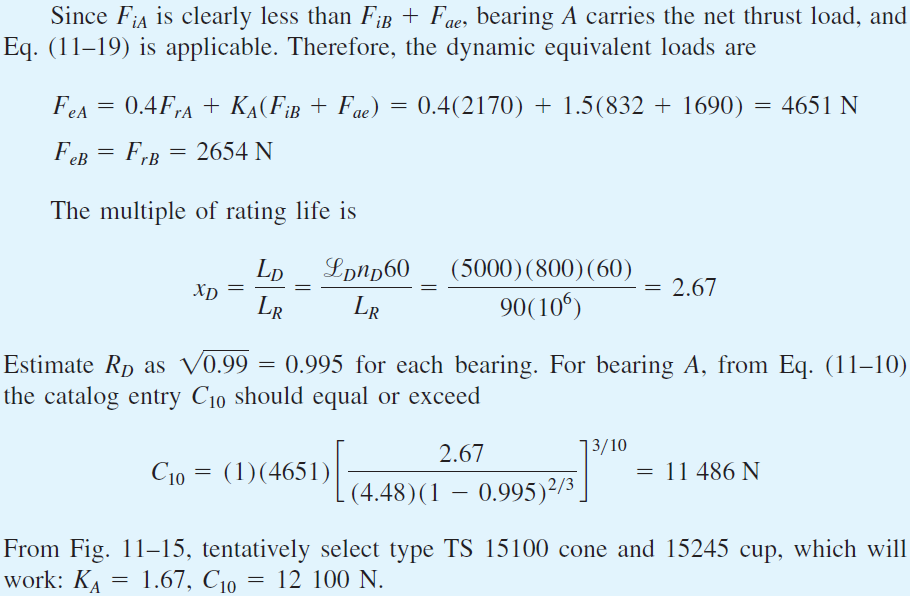 Since F_{iA} is clearly less than F_{iB} + F_{ae}, bearing A carries the net thrust load, and
Eq. (11–19) is applicable. Therefore, the dynamic equivalent loads are
F_{eA} = 0.4F_{rA} + K_A(F_{iB} + F_{ae}) = 0.4(2170) + 1.5(832 + 1690) = 4651 N
F_{eB} = F_{rB} = 2654 N
The multiple of rating life is
x_D = \frac{L_D}{L_R} = \frac{ℒ_D n_D 60}{L_R} = \frac{(5000)(800)(60)}{90(10^6)} = 2.67
Estimate R_D as \sqrt{0.99} = 0.995 for each bearing. For bearing A, from Eq. (11–10)
the catalog entry C_{10} should equal or exceed
C_{10} = (1)(4651)\left[\frac{2.67}{(4.48)(1 − 0.995)^{2/3}}\right]^{3/10} = 11 486 N
From Fig. 11–15, tentatively select type TS 15100 cone and 15245 cup, which will
work: K_A = 1.67, C_{10} = 12 100 N.